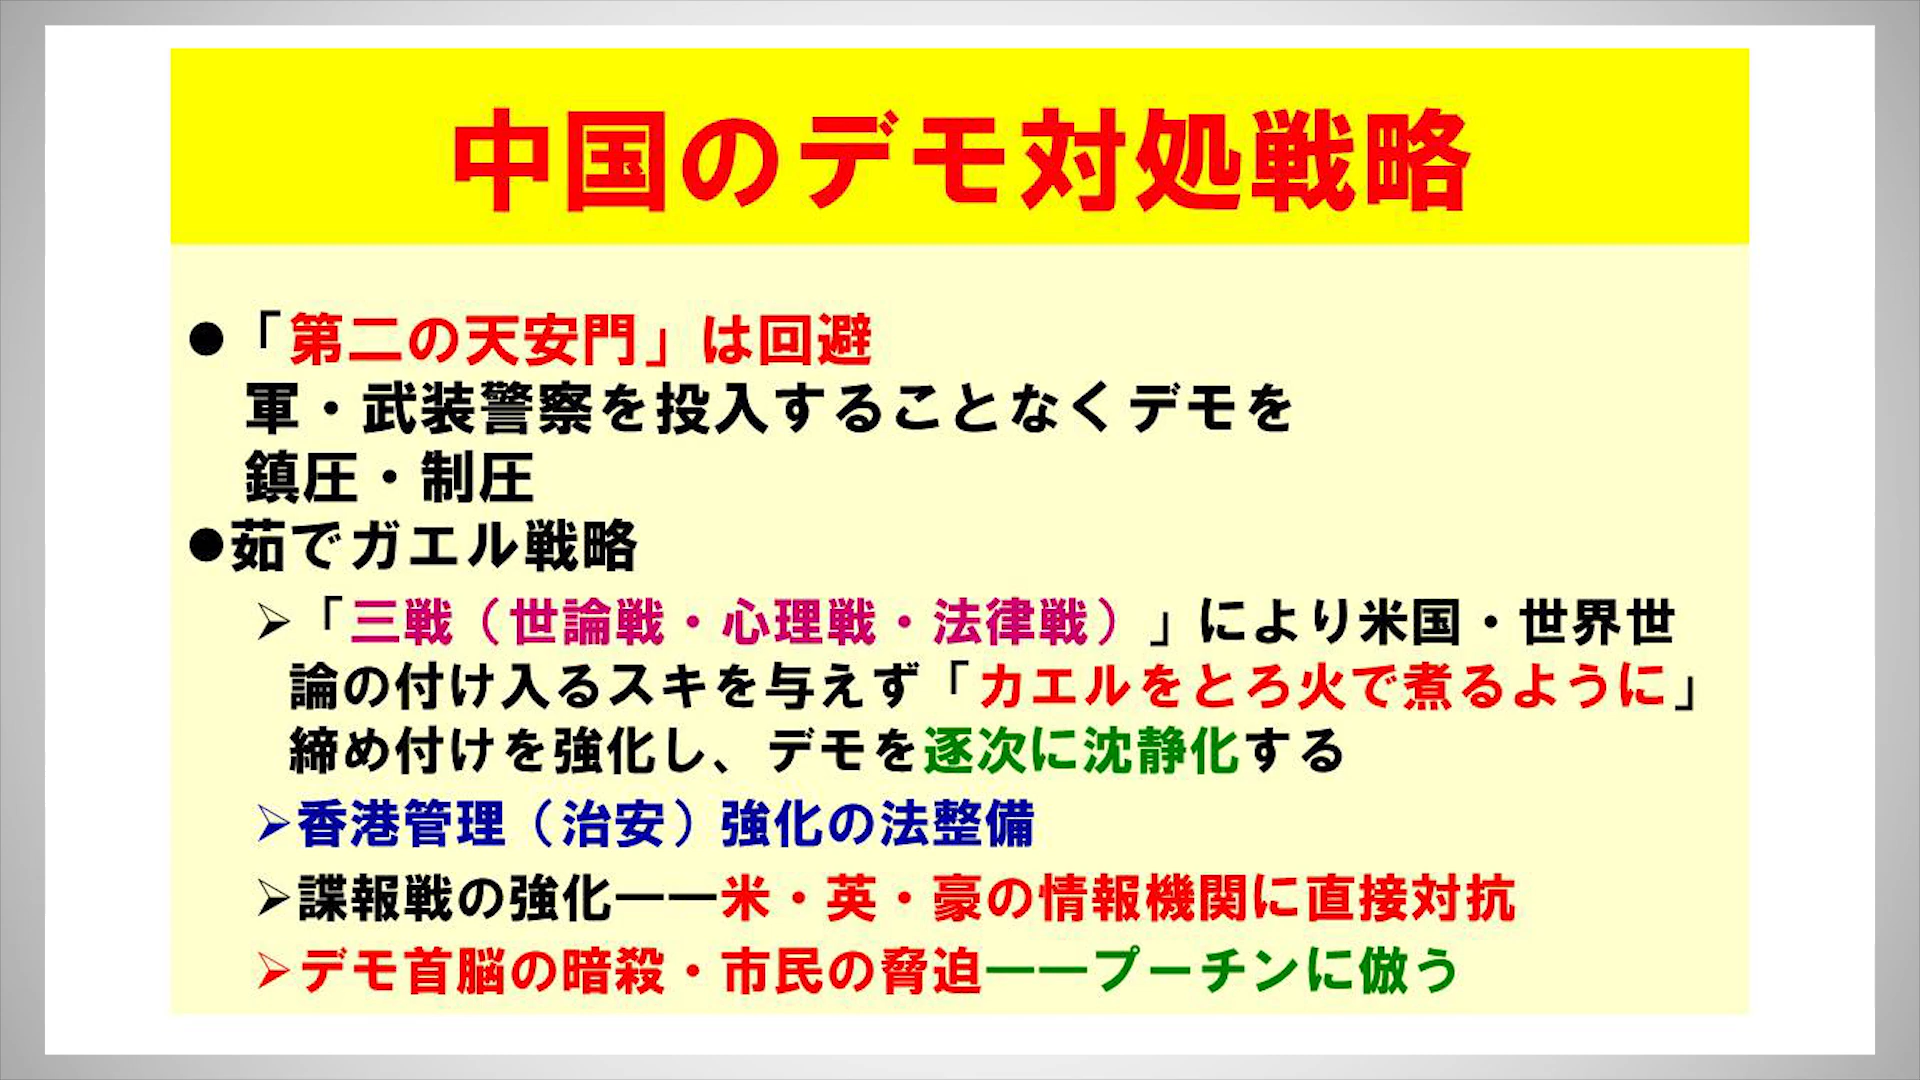 中国のデモ対処戦略
●「第二の天安門」は回避
軍・武装警察を投入することなくデモを
鎮圧・制圧
●茹でガエル戦略
➢「三戦（世論戦・心理戦・法律戦）」により米国・世界世
論の付け入るスキを与えず「カエルをとろ火で煮るように」
締め付けを強化し、デモを逐次に沈静化する
➢香港管理（治安）強化の法整備
➢諜報戦の強化――米・英・豪の情報機関に直接対抗
➢デモ首脳の暗殺・市民の脅迫――プーチンに倣う